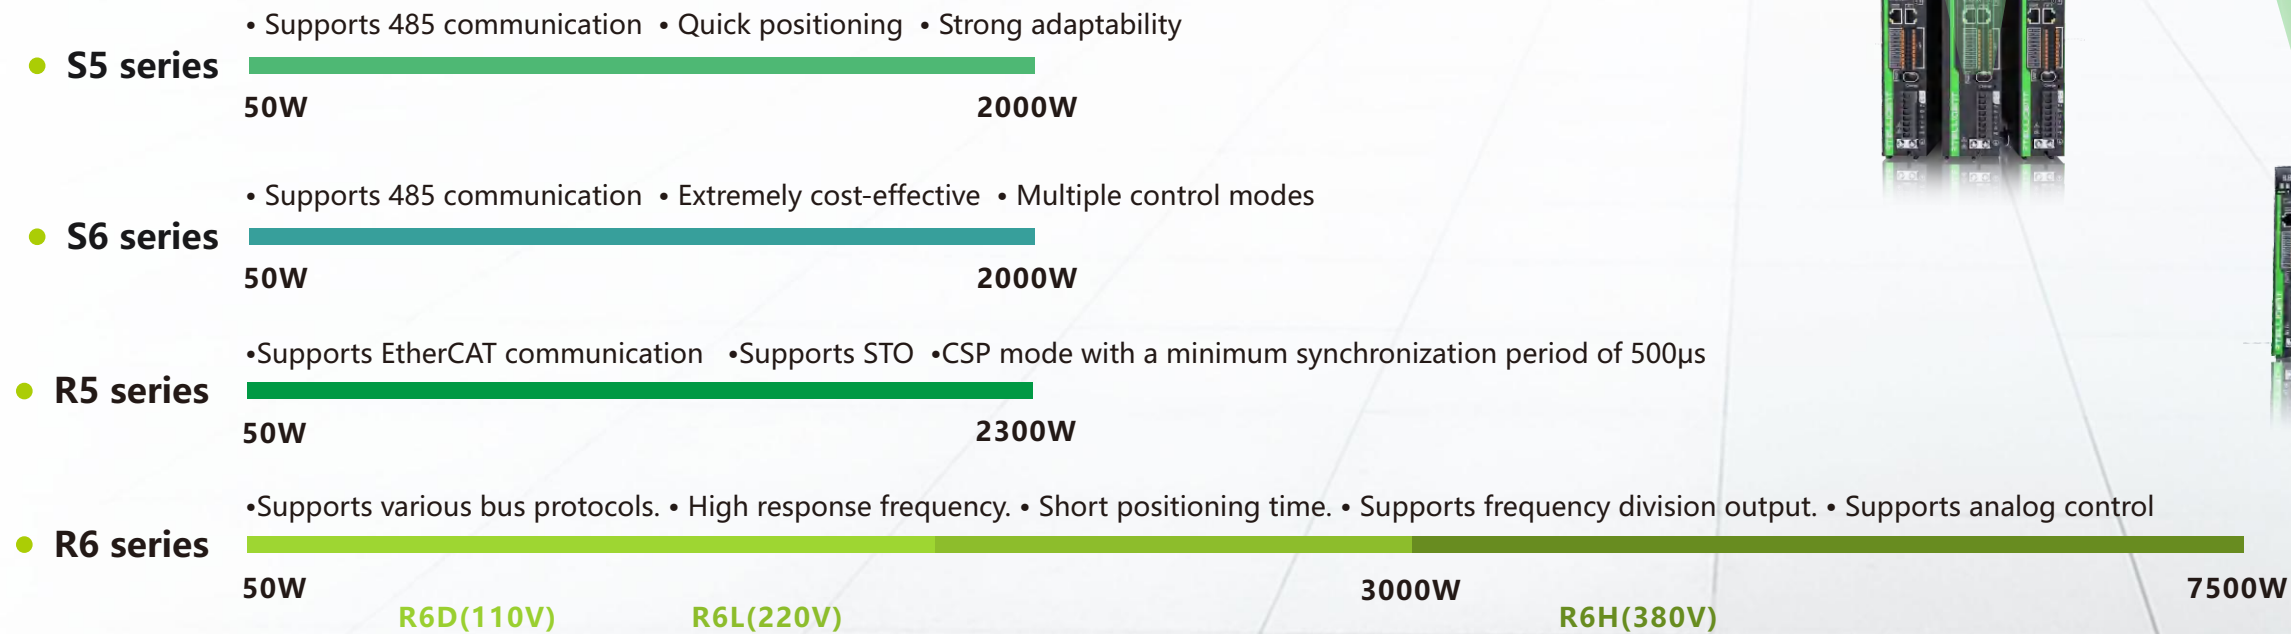 • Supports 485 communication • Quick positioning • Strong adaptability
• S5 series
50W 2000W
• Supports 485 communication • Extremely cost-effective • Multiple control modes
• S6 series
50W 2000W
•Supports EtherCAT communication •Supports STO •CSP mode with a minimum synchronization period of 500μs
• R5 series
50W 2300W
•Supports various bus protocols. • High response frequency. • Short positioning time. • Supports frequency division output. • Supports analog control
• R6 series
50W 3000W 7500W
R6D(110V) R6L(220V) R6H(380V)